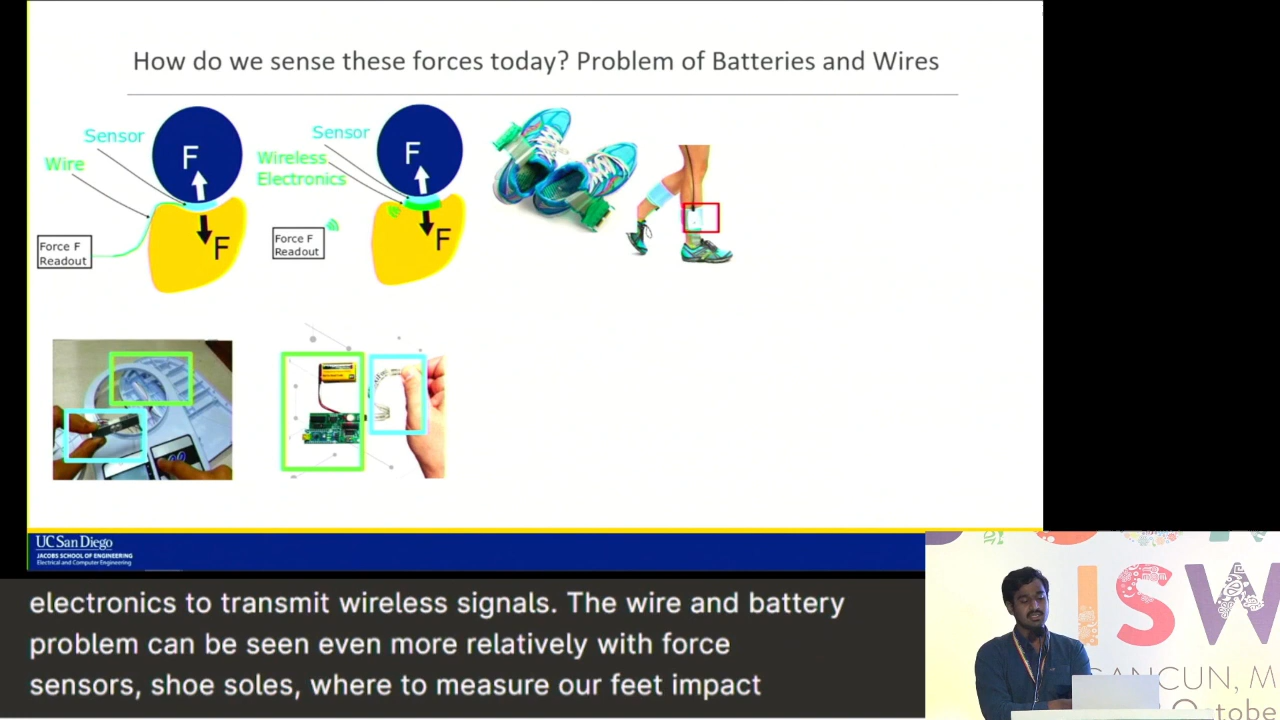 How do we sense these forces today? Problem of Batteries and Wires
Sensor
Wire
F
F
Force F
Readout
Sensor
Wireless
Electronics
F
F
Force F
Readout
UC San Diego
JACOBS SCHOOL OF ENGINEERING
Electrical and Computer Engineering
electronics to transmit wireless signals. The wire and battery
problem can be seen even more relatively with force
sensors, shoe soles, where to measure our feet impact
ISW
CANCUN, M
Octobe